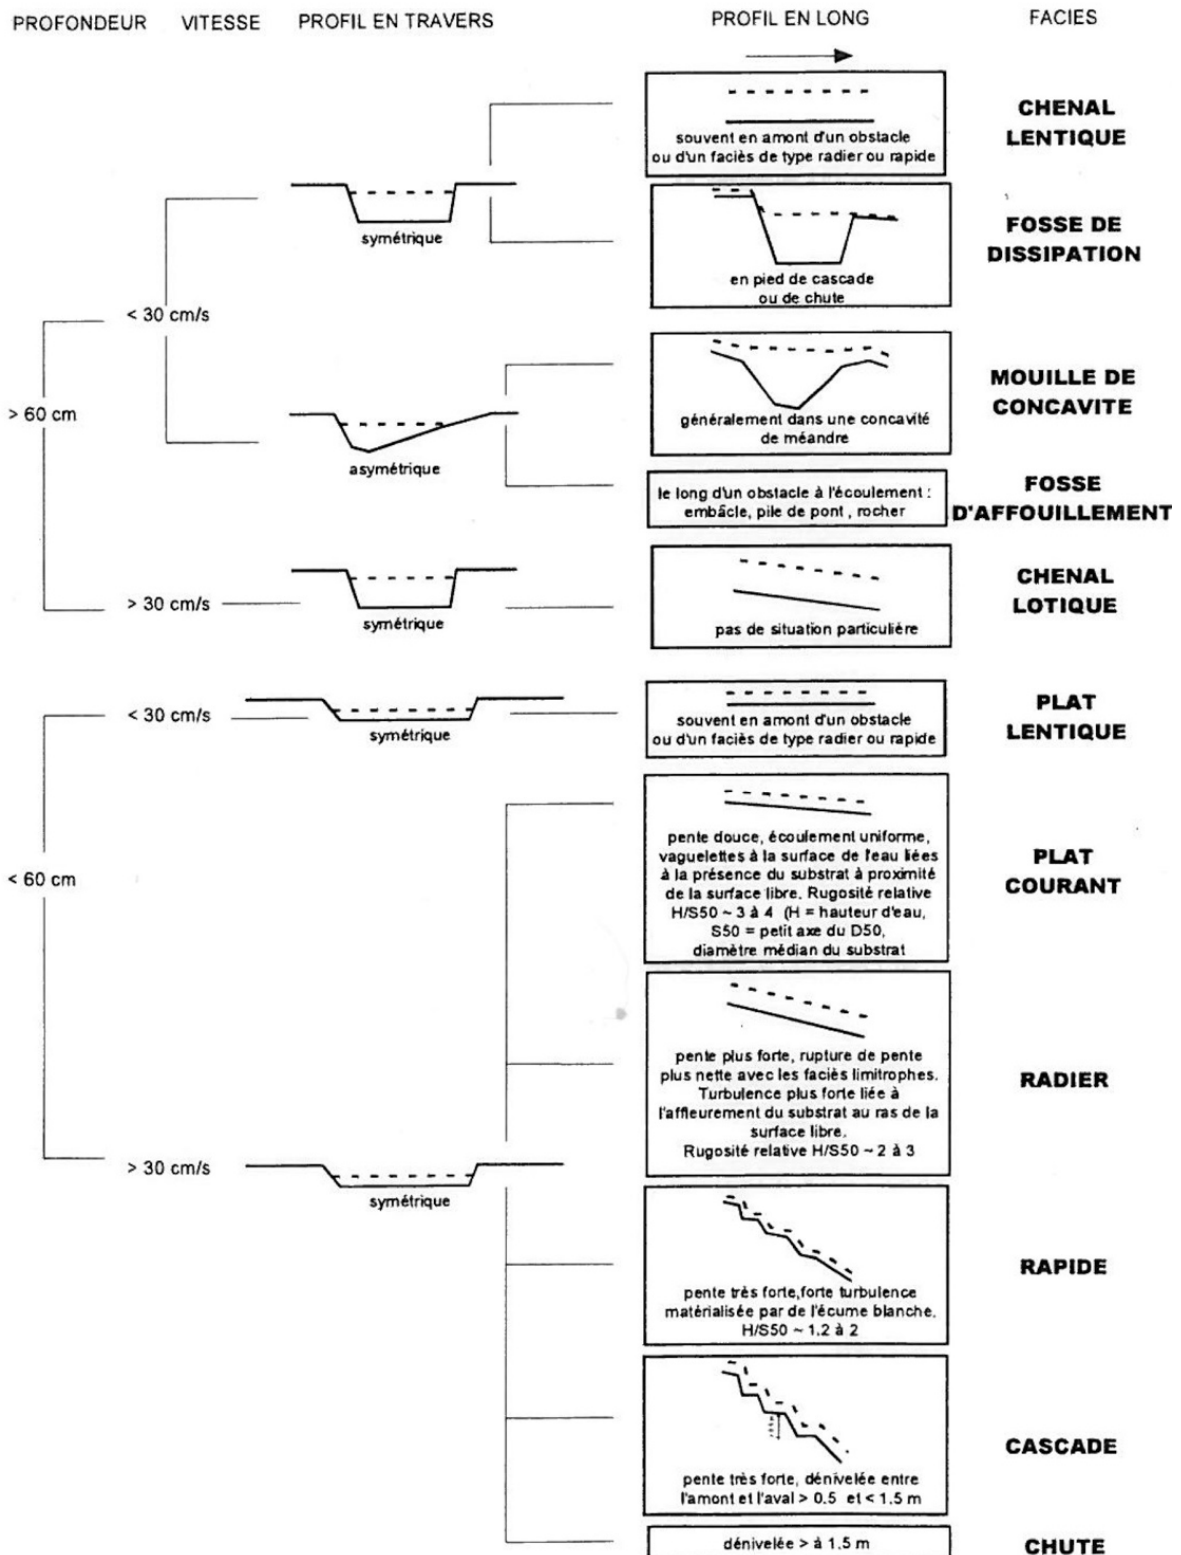 PROFONDEUR VITESSE PROFIL EN TRAVERS PROFIL EN LONG FACIES
> 60 cm
< 30 cm/s
symétrique
souvent en amont d'un obstacle
ou d'un faciès de type radier ou rapide
CHENAL
LENTIQUE
en pied de cascade
ou de chute
FOSSE DE
DISSIPATION
asymétrique
généralement dans une concavité
de méandre
MOUILLE DE
CONCAVITE
le long d'un obstacle à l'écoulement :
embâcle, pile de pont , rocher
FOSSE
D'AFFOUILLEMENT
> 30 cm/s
symétrique
pas de situation particulière
CHENAL
LOTIQUE
< 60 cm
< 30 cm/s
symétrique
souvent en amont d'un obstacle
ou d'un faciès de type radier ou rapide
PLAT
LENTIQUE
> 30 cm/s
symétrique
pente douce, écoulement uniforme,
vaguelettes à la surface de l'eau liées
à la présence du substrat à proximité
de la surface libre. Rugosité relative
H/S50 ~ 3 à 4 (H = hauteur d'eau,
S50 = petit axe du D50,
diamètre médian du substrat
PLAT
COURANT
pente plus forte, rupture de pente
plus nette avec les faciès limitrophes.
Turbulence plus forte liée à
l'affleurement du substrat au ras de la
surface libre.
Rugosité relative H/S50 ~ 2 à 3
RADIER
pente très forte,forte turbulence
matérialisée par de l'écume blanche.
H/S50 ~ 1.2 à 2
RAPIDE
pente très forte, dénivelée entre
l'amont et l'aval > 0.5 et < 1.5 m
CASCADE
dénivelée > à 1.5 m
CHUTE